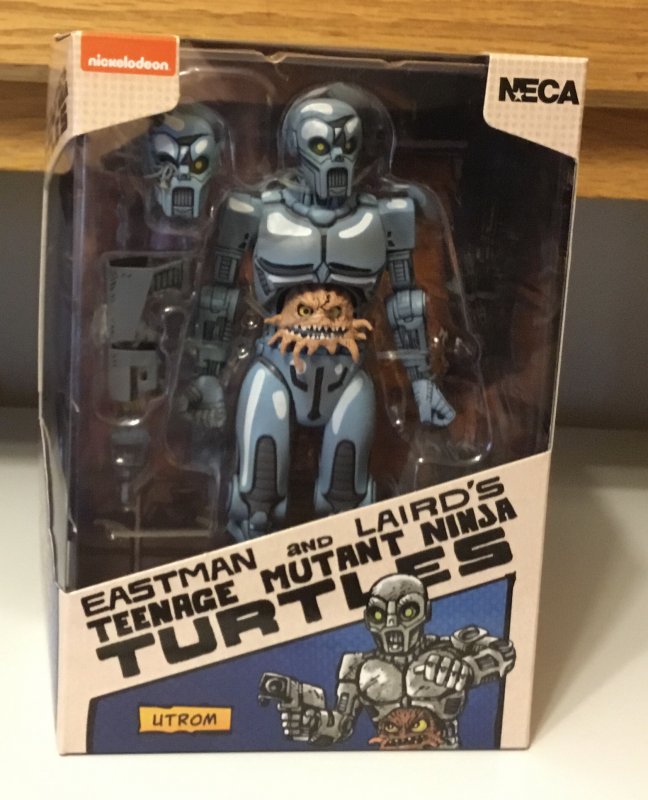 nickelodeon
NECA
EASTMAN AND LAIRD'S
TEENAGE MUTANT NINJA
TURTLES
UTROM